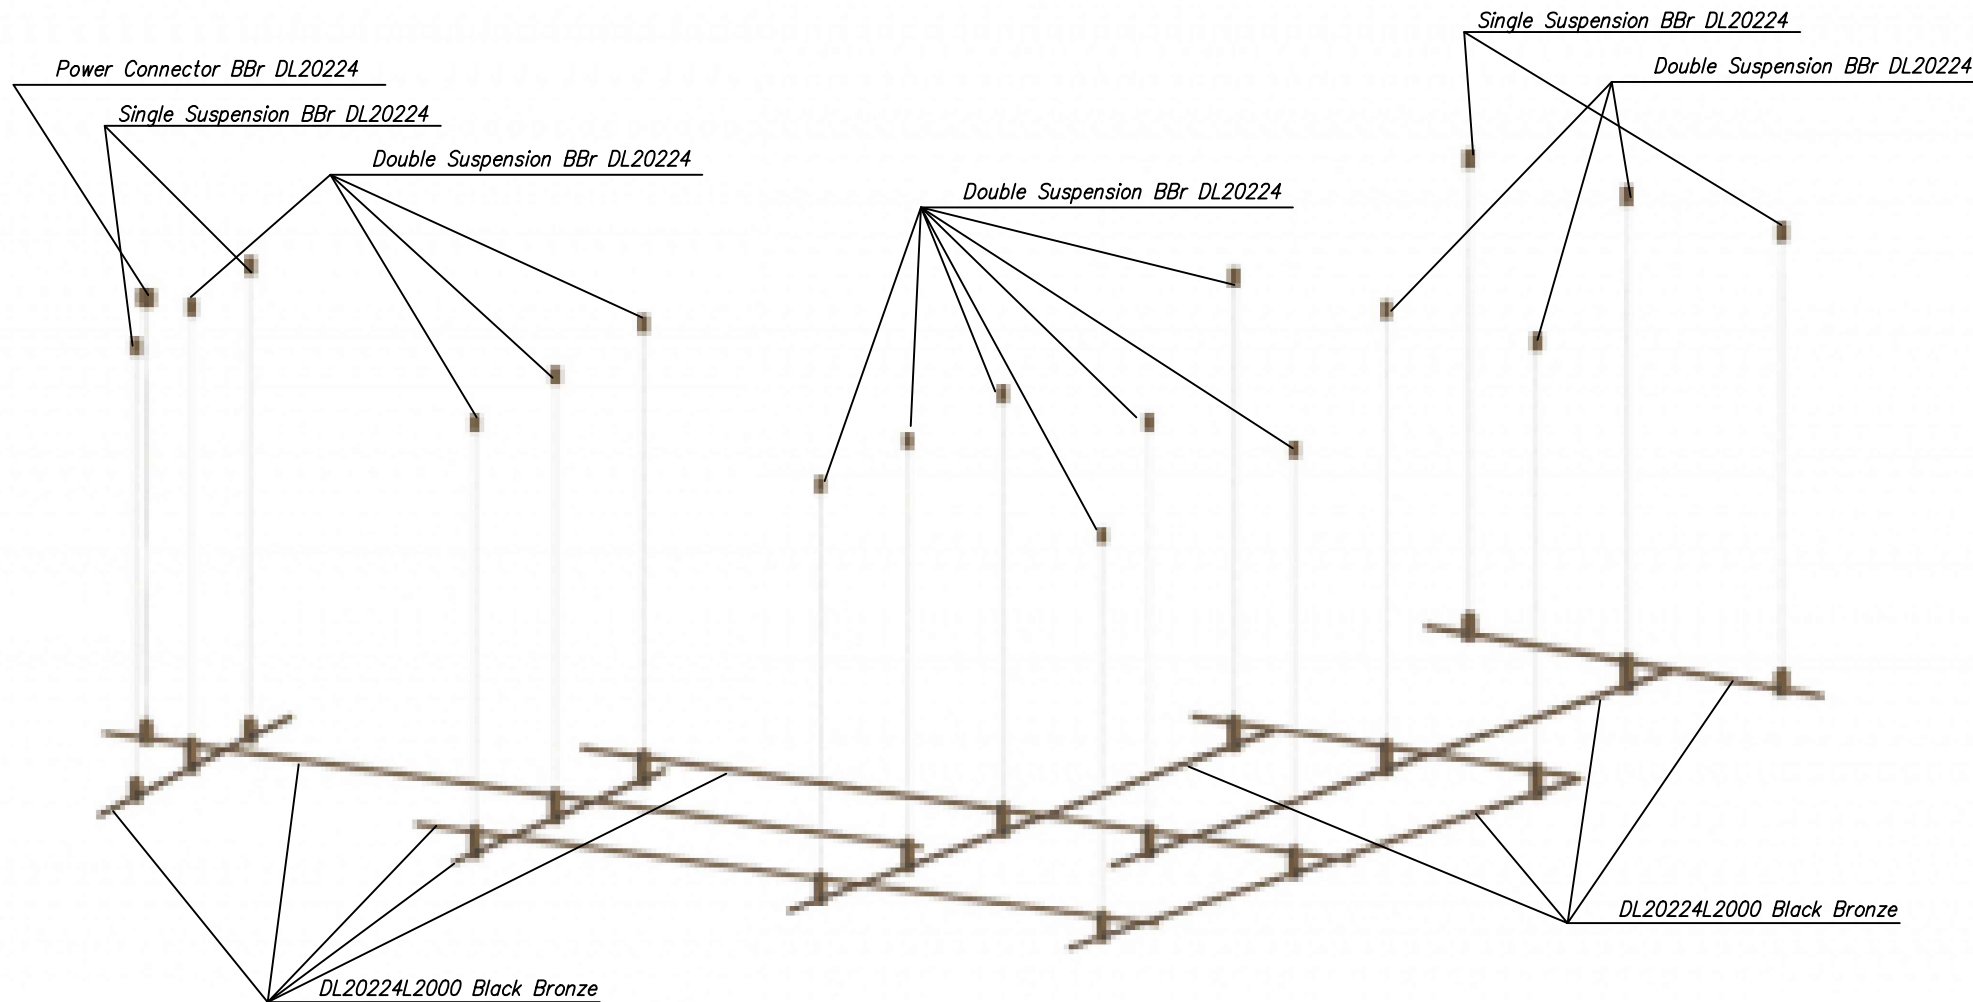 Single Suspension BBr DL20224
Power Connector BBr DL20224
Double Suspension BBr DL20224
Single Suspension BBr DL20224
Double Suspension BBr DL20224
Double Suspension BBr DL20224
DL20224L2000 Black Bronze
DL20224L2000 Black Bronze